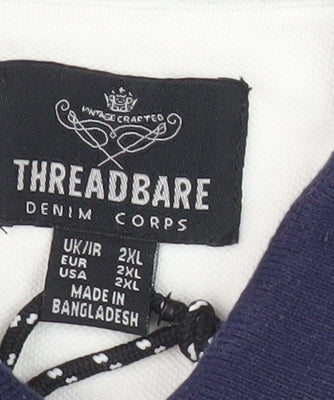 VINTAGE CRAFTED
THREADBARE
DENIM CORPS
UK/IR 2XL
EUR 2XL
USA 2XL
MADE IN
BANGLADESH